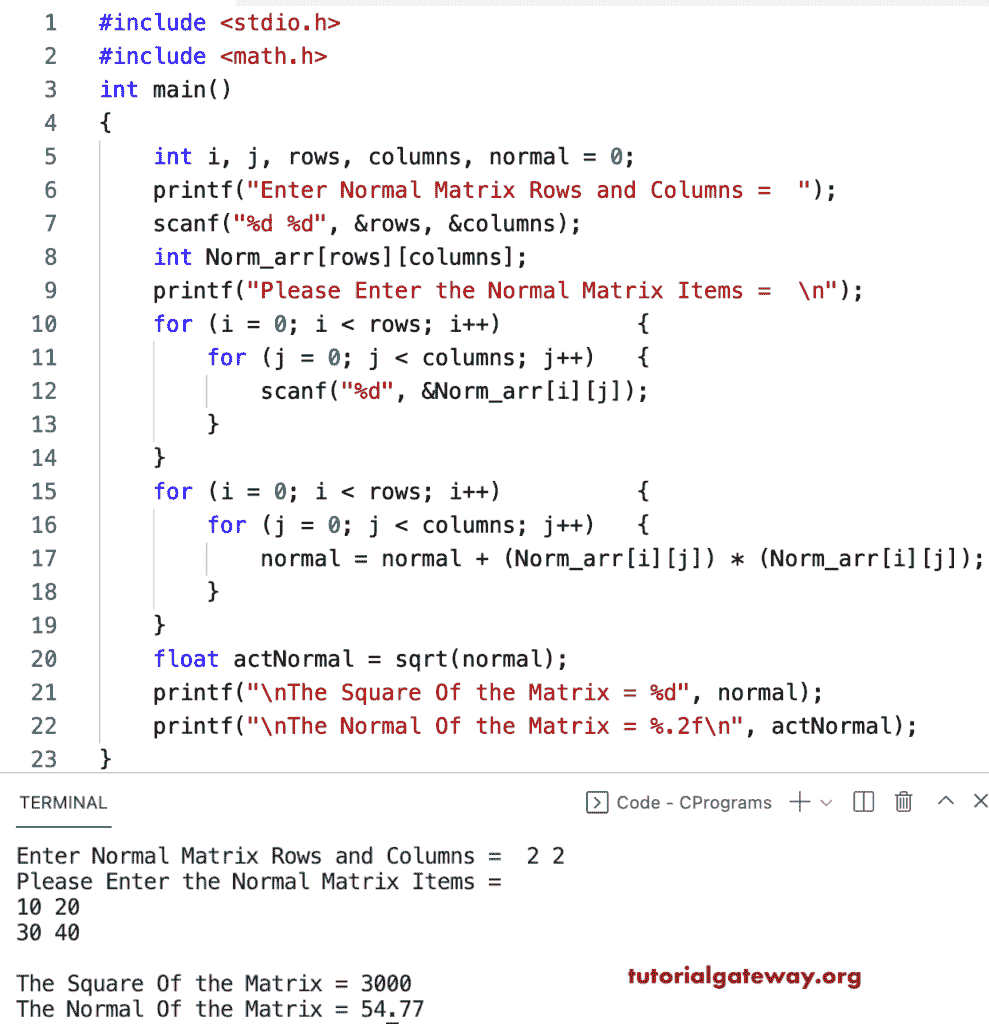 1 #include <stdio.h>
2 #include <math.h>
3 int main()
4 {
5 int i, j, rows, columns, normal = 0;
6 printf("Enter Normal Matrix Rows and Columns =  ");
7 scanf("%d %d", &rows, &columns);
8 int Norm_arr[rows][columns];
9 printf("Please Enter the Normal Matrix Items =  \n");
10 for (i = 0; i < rows; i++) {
11 for (j = 0; j < columns; j++) {
12 scanf("%d", &Norm_arr[i][j]);
13 }
14 }
15 for (i = 0; i < rows; i++) {
16 for (j = 0; j < columns; j++) {
17 normal = normal + (Norm_arr[i][j]) * (Norm_arr[i][j]);
18 }
19 }
20 float actNormal = sqrt(normal);
21 printf("\nThe Square Of the Matrix = %d", normal);
22 printf("\nThe Normal Of the Matrix = %.2f\n", actNormal);
23 }
TERMINAL Code - CPrograms
Enter Normal Matrix Rows and Columns =  2 2
Please Enter the Normal Matrix Items =
10 20
30 40
The Square Of the Matrix = 3000
tutorialgateway.org
The Normal Of the Matrix = 54.77